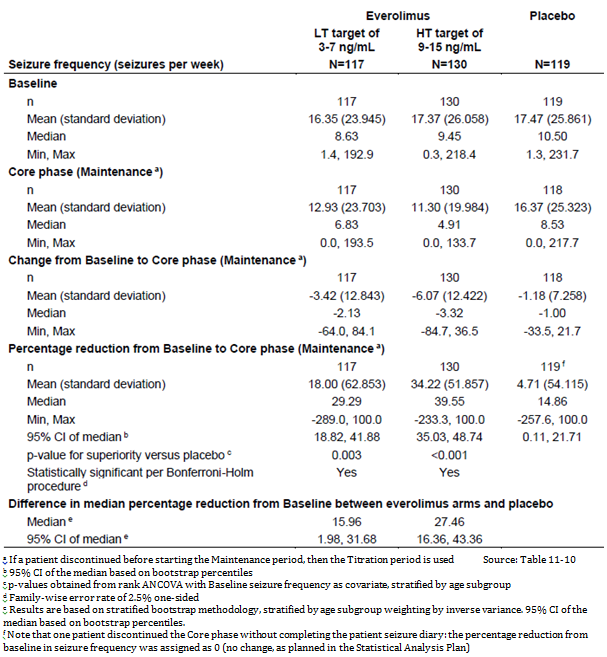 Everolimus Placebo
LT target of HT target of
3-7 ng/mL 9-15 ng/mL
Seizure frequency (seizures per week) N=117 N=130 N=119
Baseline
n 117 130 119
Mean (standard deviation) 16.35 (23.945) 17.37 (26.058) 17.47 (25.861)
Median 8.63 9.45 10.50
Min, Max 1.4, 192.9 0.3, 218.4 1.3, 231.7
Core phase (Maintenance a)
n 117 130 118
Mean (standard deviation) 12.93 (23.703) 11.30 (19.984) 16.37 (25.323)
Median 6.83 4.91 8.53
Min, Max 0.0, 193.5 0.0, 133.7 0.0, 217.7
Change from Baseline to Core phase (Maintenance a)
n 117 130 118
Mean (standard deviation) -3.42 (12.843) -6.07 (12.422) -1.18 (7.258)
Median -2.13 -3.32 -1.00
Min, Max -64.0, 84.1 -84.7, 36.5 -33.5, 21.7
Percentage reduction from Baseline to Core phase (Maintenance a)
n 117 130 119 f
Mean (standard deviation) 18.00 (62.853) 34.22 (51.857) 4.71 (54.115)
Median 29.29 39.55 14.86
Min, Max -289.0, 100.0 -233.3, 100.0 -257.6, 100.0
95% CI of median b 18.82, 41.88 35.03, 48.74 0.11, 21.71
p-value for superiority versus placebo c 0.003 <0.001
Statistically significant per Bonferroni-Holm Yes Yes
procedure d
Difference in median percentage reduction from Baseline between everolimus arms and placebo
Median e 15.96 27.46
95% CI of median e 1.98, 31.68 16.36, 43.36
a If a patient discontinued before starting the Maintenance period, then the Titration period is used Source: Table 11-10
b 95% CI of the median based on bootstrap percentiles
c p-values obtained from rank ANCOVA with Baseline seizure frequency as covariate, stratified by age subgroup
d Family-wise error rate of 2.5% one-sided
e Results are based on stratified bootstrap methodology, stratified by age subgroup weighting by inverse variance. 95% CI of the
median based on bootstrap percentiles.
f Note that one patient discontinued the Core phase without completing the patient seizure diary: the percentage reduction from
baseline in seizure frequency was assigned as 0 (no change, as planned in the Statistical Analysis Plan)